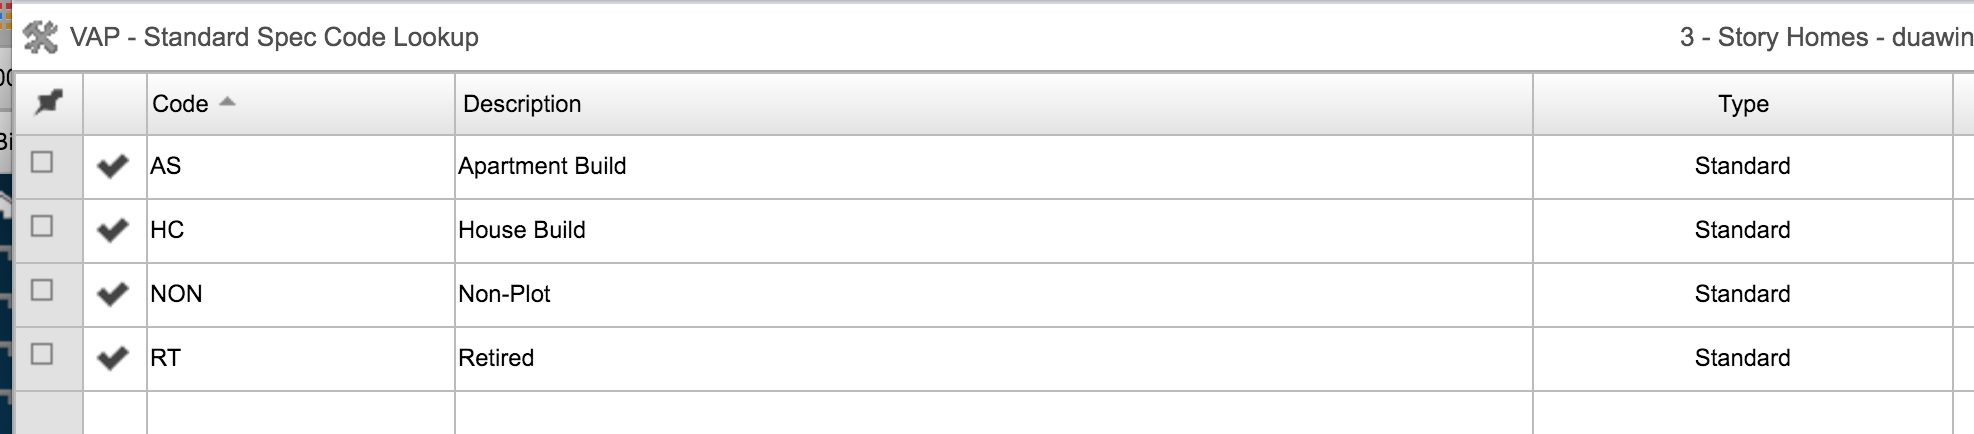 VAP - Standard Spec Code Lookup
3 - Story Homes - duawin
Code Description Type
AS Apartment Build Standard
HC House Build Standard
NON Non-Plot Standard
RT Retired Standard